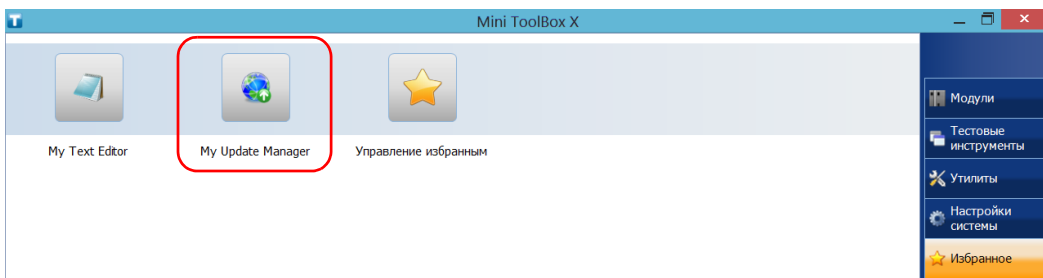 Mini ToolBox X
My Text Editor
My Update Manager
Управление избранным
Модули
Тестовые
инструменты
Утилиты
Настройки
системы
Избранное